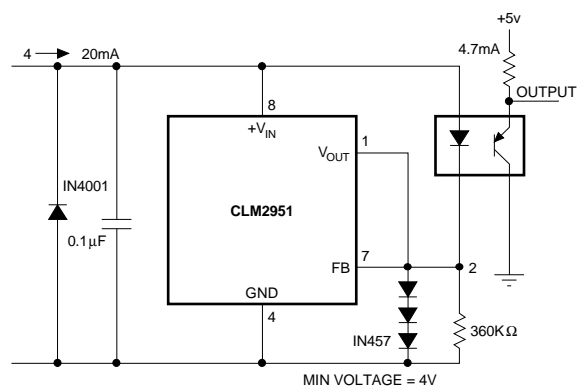 +5v
4 20mA
4.7mA
OUTPUT
8
+VIN
1
VOUT
IN4001
CLM2951
0.1µF
7
FB
2
GND
4
IN457
360KΩ
MIN VOLTAGE = 4V